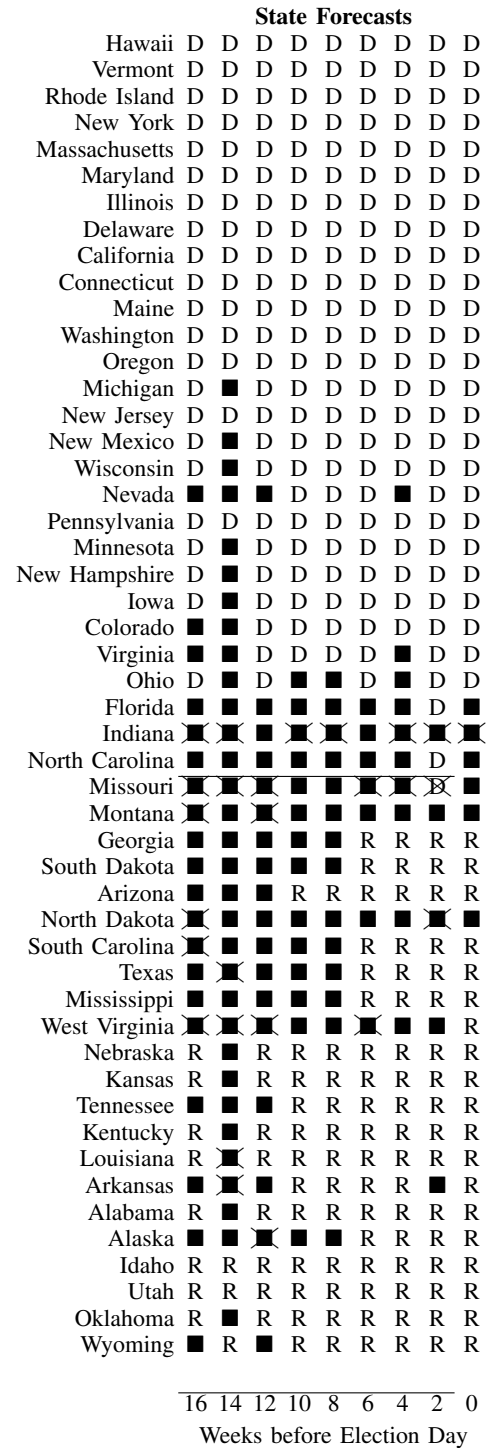 State Forecasts
Hawaii D D D D D D D D D
Vermont D D D D D D D D D
Rhode Island D D D D D D D D D
New York D D D D D D D D D
Massachusetts D D D D D D D D D
Maryland D D D D D D D D D
Illinois D D D D D D D D D
Delaware D D D D D D D D D
California D D D D D D D D D
Connecticut D D D D D D D D D
Maine D D D D D D D D D
Washington D D D D D D D D D
Oregon D D D D D D D D D
Michigan D ■ D D D D D D D
New Jersey D D D D D D D D D
New Mexico D ■ D D D D D D D
Wisconsin D ■ D D D D D D D
Nevada ■ ■ ■ D D D ■ D D
Pennsylvania D D D D D D D D D
Minnesota D ■ D D D D D D D
New Hampshire D ■ D D D D D D D
Iowa D ■ D D D D D D D
Colorado ■ ■ D D D D D D D
Virginia ■ ■ D D D D ■ D D
Ohio D ■ D ■ ■ D ■ D D
Florida ■ ■ ■ ■ ■ ■ ■ D ■
Indiana ■ ■ ■ ■ ■ ■ ■ ■ ■
North Carolina ■ ■ ■ ■ ■ ■ ■ D ■
Missouri ■ ■ ■ ■ ■ ■ ■ D ■
Montana ■ ■ ■ ■ ■ ■ ■ ■ ■
Georgia ■ ■ ■ ■ ■ R R R R
South Dakota ■ ■ ■ ■ ■ R R R R
Arizona ■ ■ ■ R R R R R R
North Dakota ■ ■ ■ ■ ■ ■ ■ ■ ■
South Carolina ■ ■ ■ ■ ■ R R R R
Texas ■ ■ ■ ■ ■ R R R R
Mississippi ■ ■ ■ ■ ■ R R R R
West Virginia ■ ■ ■ ■ ■ ■ ■ ■ R
Nebraska R ■ R R R R R R R
Kansas R ■ R R R R R R R
Tennessee ■ ■ ■ R R R R R R
Kentucky R ■ R R R R R R R
Louisiana R ■ R R R R R R R
Arkansas ■ ■ ■ R R R R ■ R
Alabama R ■ R R R R R R R
Alaska ■ ■ ■ ■ ■ R R R R
Idaho R R R R R R R R R
Utah R R R R R R R R R
Oklahoma R ■ R R R R R R R
Wyoming ■ R ■ R R R R R R
16 14 12 10 8 6 4 2 0
Weeks before Election Day